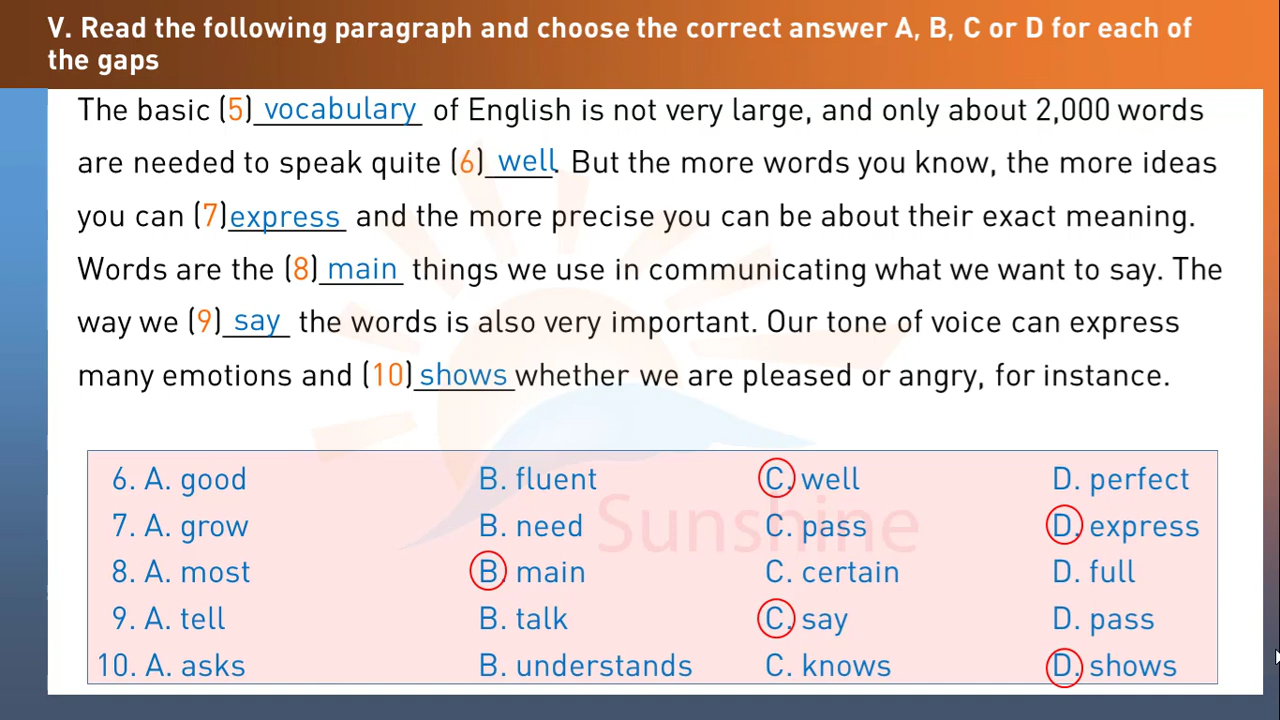 V. Read the following paragraph and choose the correct answer A, B, C or D for each of
the gaps
The basic (5) vocabulary of English is not very large, and only about 2,000 words
are needed to speak quite (6) well. But the more words you know, the more ideas
you can (7) express and the more precise you can be about their exact meaning.
Words are the (8) main things we use in communicating what we want to say. The
way we (9) say the words is also very important. Our tone of voice can express
many emotions and (10) shows whether we are pleased or angry, for instance.
6. A. good B. fluent C. well D. perfect
7. A. grow B. need C. pass D. express
8. A. most B. main C. certain D. full
9. A. tell B. talk C. say D. pass
10. A. asks B. understands C. knows D. shows
Sunshine